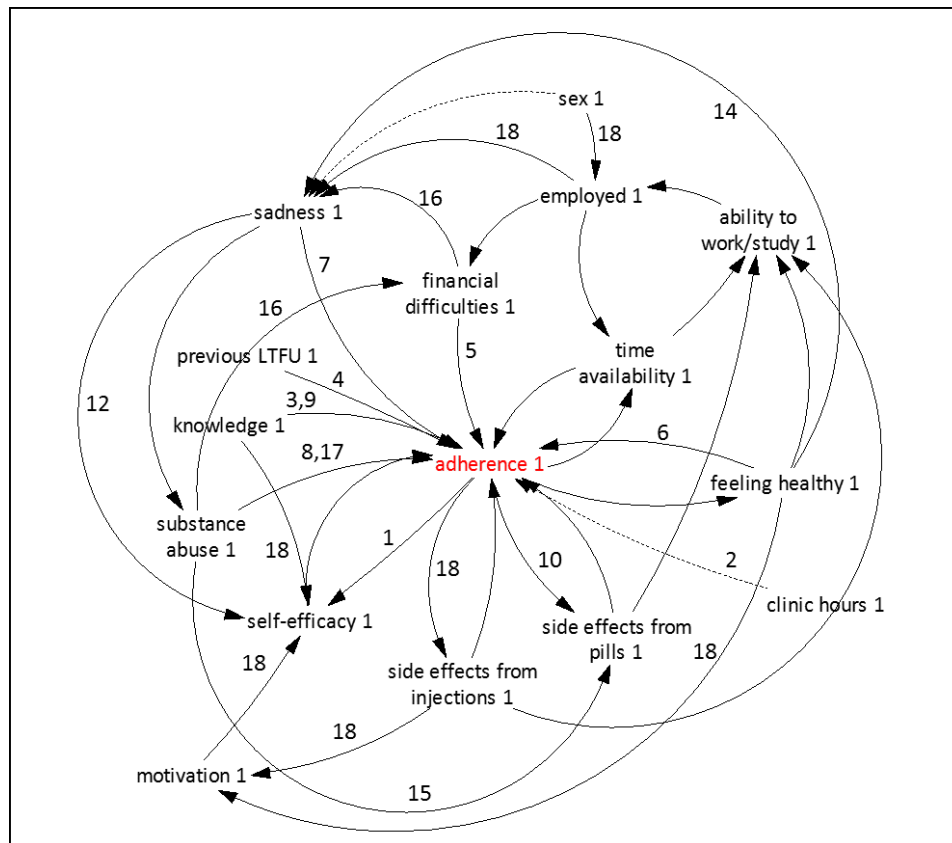 sex 1
14
18
18
employed 1
16
sadness 1
ability to
work/study 1
7
financial
difficulties 1
16
previous LTFU 1
5
time
availability 1
4
12
3,9
knowledge 1
8,17
6
adherence 1
feeling healthy 1
substance
abuse 1
18
1
18
10
2
clinic hours 1
self-efficacy 1
side effects from
pills 1
18
18
side effects from
injections 1
18
motivation 1
15